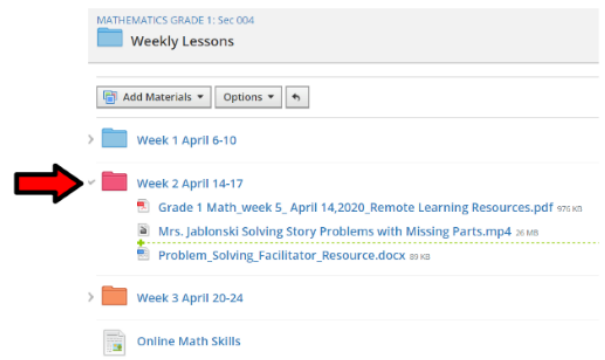 MATHEMATICS GRADE 1: Sec 004
Weekly Lessons
Add Materials Options
Week 1 April 6-10
Week 2 April 14-17
Grade 1 Math_week 5_ April 14,2020_Remote Learning Resources.pdf 976 KB
Mrs. Jablonski Solving Story Problems with Missing Parts.mp4 26 MB
Problem_Solving_Facilitator_Resource.docx 89 KB
Week 3 April 20-24
Online Math Skills